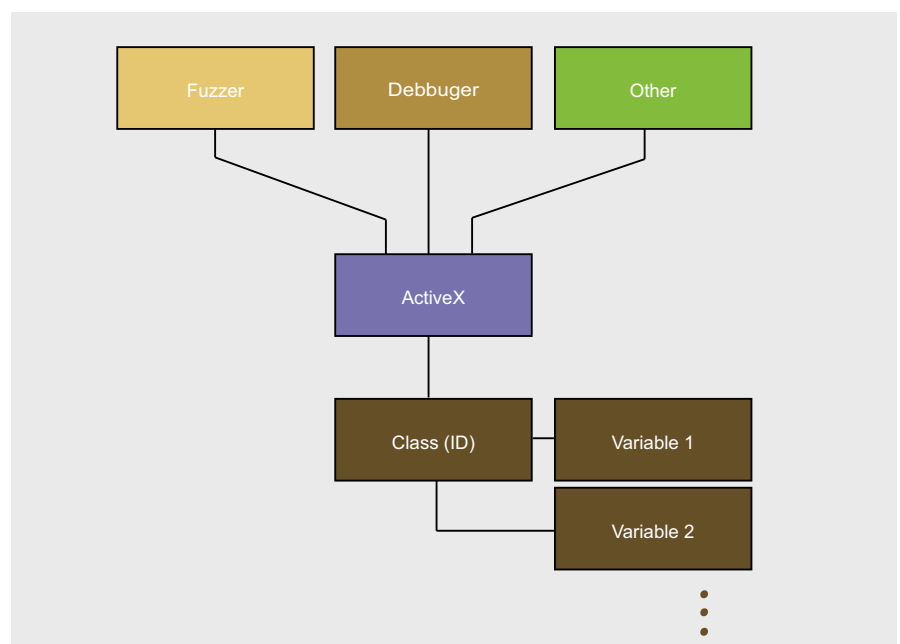 Fuzzer
Debbuger
Other
ActiveX
Class (ID)
Variable 1
Variable 2